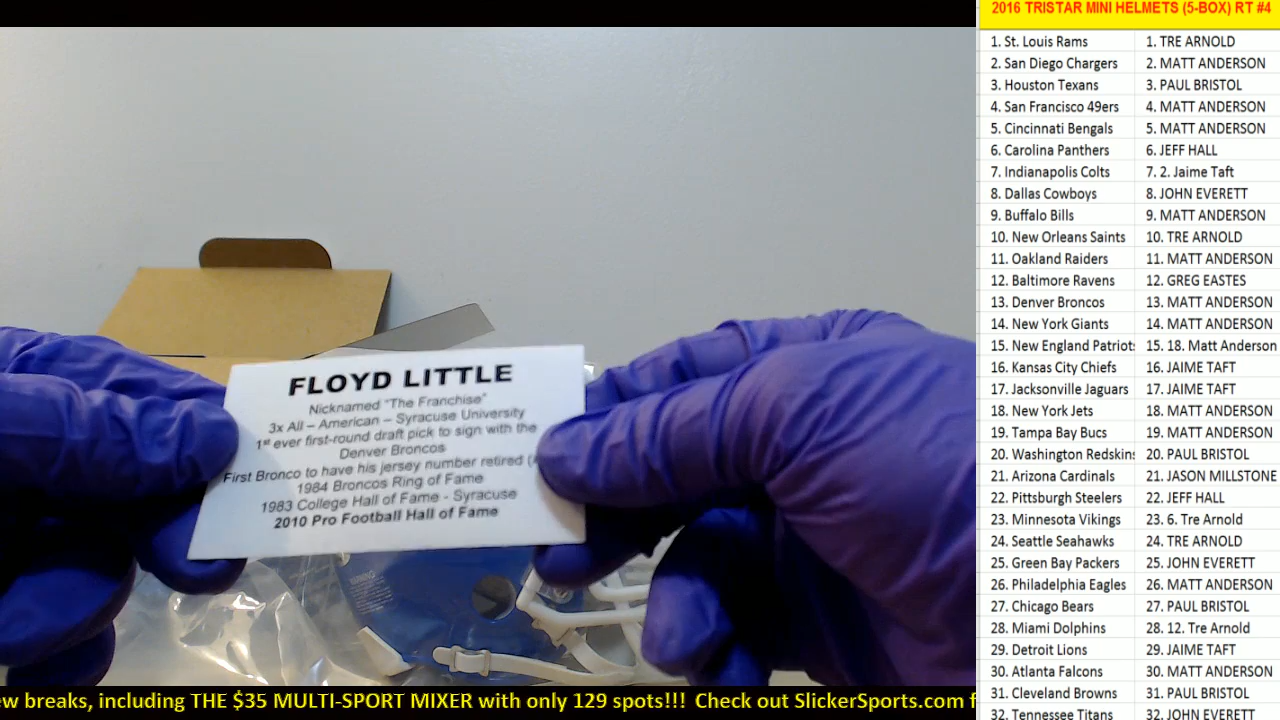 2016 TRISTAR MINI HELMETS (5-BOX) RT #4
1. St. Louis Rams 1. TRE ARNOLD
2. San Diego Chargers 2. MATT ANDERSON
3. Houston Texans 3. PAUL BRISTOL
4. San Francisco 49ers 4. MATT ANDERSON
5. Cincinnati Bengals 5. MATT ANDERSON
6. Carolina Panthers 6. JEFF HALL
7. Indianapolis Colts 7. 2. Jaime Taft
8. Dallas Cowboys 8. JOHN EVERETT
9. Buffalo Bills 9. MATT ANDERSON
10. New Orleans Saints 10. TRE ARNOLD
11. Oakland Raiders 11. MATT ANDERSON
12. Baltimore Ravens 12. GREG EASTES
13. Denver Broncos 13. MATT ANDERSON
14. New York Giants 14. MATT ANDERSON
15. New England Patriots 15. 18. Matt Anderson
16. Kansas City Chiefs 16. JAIME TAFT
17. Jacksonville Jaguars 17. JAIME TAFT
18. New York Jets 18. MATT ANDERSON
19. Tampa Bay Bucs 19. MATT ANDERSON
20. Washington Redskins 20. PAUL BRISTOL
21. Arizona Cardinals 21. JASON MILLSTONE
22. Pittsburgh Steelers 22. JEFF HALL
23. Minnesota Vikings 23. 6. Tre Arnold
24. Seattle Seahawks 24. TRE ARNOLD
25. Green Bay Packers 25. JOHN EVERETT
26. Philadelphia Eagles 26. MATT ANDERSON
27. Chicago Bears 27. PAUL BRISTOL
28. Miami Dolphins 28. 12. Tre Arnold
29. Detroit Lions 29. JAIME TAFT
30. Atlanta Falcons 30. MATT ANDERSON
31. Cleveland Browns 31. PAUL BRISTOL
32. Tennessee Titans 32. JOHN EVERETT
FLOYD LITTLE
Nicknamed "The Franchise"
3x All – American – Syracuse University
1st ever first-round draft pick to sign with the
Denver Broncos
First Bronco to have his jersey number retired
1984 Broncos Ring of Fame
1983 College Hall of Fame - Syracuse
2010 Pro Football Hall of Fame
WARNING
ew breaks, including THE $35 MULTI-SPORT MIXER with only 129 spots!!! Check out SlickerSports.com f